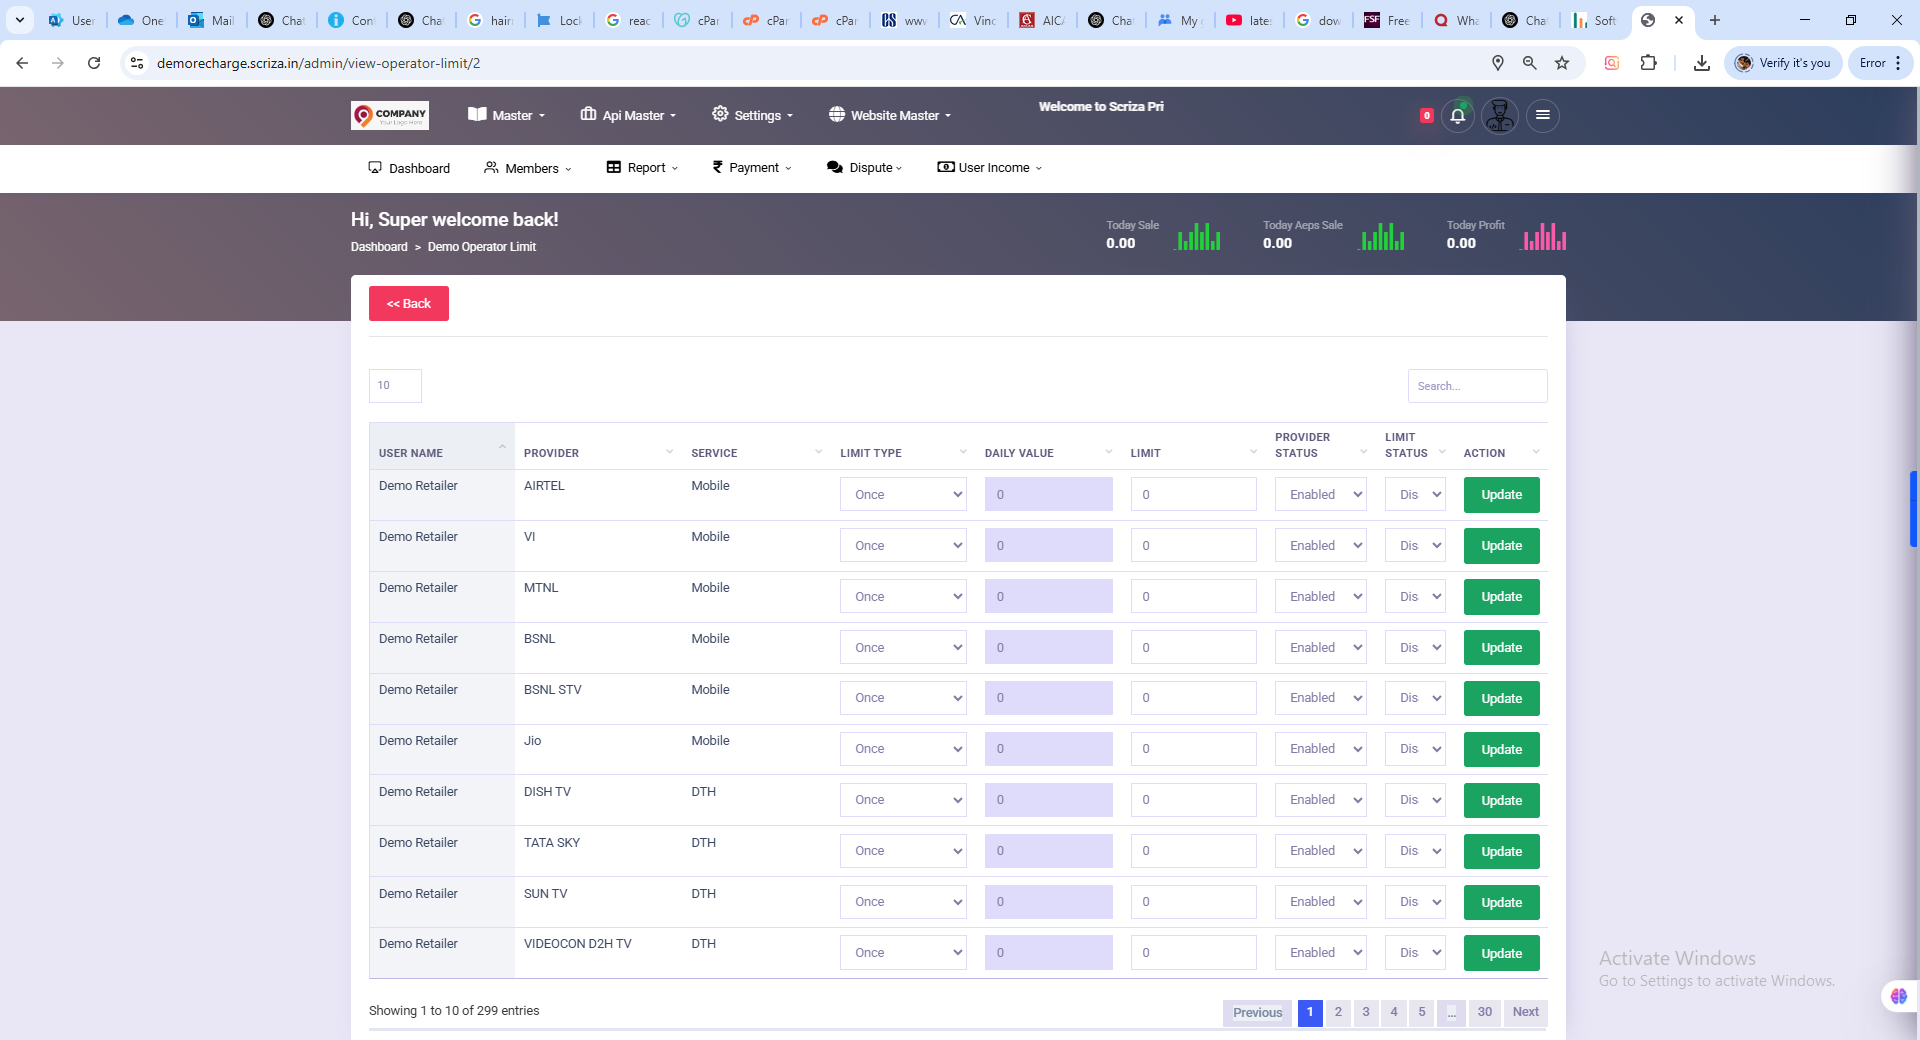 User
One
Mail
Chat
Con
Chat
hair
Lock
reac
cPar
cPar
cPar
www
Vinc
AICA
Chat
My
late
dow
Free
Wha
Chat
Soft
demorecharge.scriza.in/admin/view-operator-limit/2
Verify it's you
Error
COMPANY
Your Logo Here
Master
Api Master
Settings
Website Master
Welcome to Scriza Pri
0
Dashboard
Members
Report
Payment
Dispute
User Income
Hi, Super welcome back!
Dashboard > Demo Operator Limit
Today Sale
0.00
Today Aeps Sale
0.00
Today Profit
0.00
<< Back
10
Search...
USER NAME PROVIDER SERVICE LIMIT TYPE DAILY VALUE LIMIT PROVIDER STATUS LIMIT STATUS ACTION
Demo Retailer AIRTEL Mobile Once 0 0 Enabled Dis Update
Demo Retailer VI Mobile Once 0 0 Enabled Dis Update
Demo Retailer MTNL Mobile Once 0 0 Enabled Dis Update
Demo Retailer BSNL Mobile Once 0 0 Enabled Dis Update
Demo Retailer BSNL STV Mobile Once 0 0 Enabled Dis Update
Demo Retailer Jio Mobile Once 0 0 Enabled Dis Update
Demo Retailer DISH TV DTH Once 0 0 Enabled Dis Update
Demo Retailer TATA SKY DTH Once 0 0 Enabled Dis Update
Demo Retailer SUN TV DTH Once 0 0 Enabled Dis Update
Demo Retailer VIDEOCON D2H TV DTH Once 0 0 Enabled Dis Update
Showing 1 to 10 of 299 entries
Previous 1 2 3 4 5 ... 30 Next
Activate Windows
Go to Settings to activate Windows.